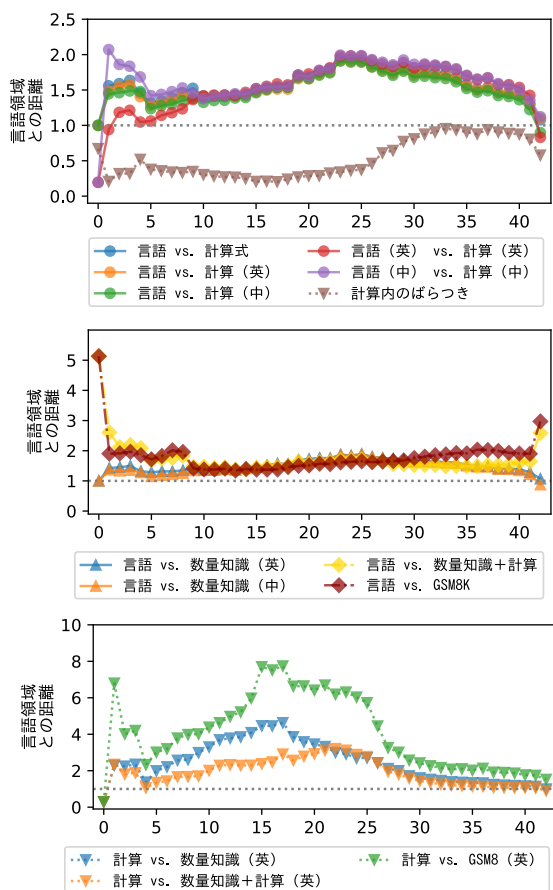 2.5
2.0
1.5
1.0
0.5
0.0
言語領域
との距離
0 5 10 15 20 25 30 35 40
言語 vs. 計算式
言語（英） vs. 計算（英）
言語 vs. 計算（英）
言語（中） vs. 計算（中）
言語 vs. 計算（中）
計算内のばらつき
5
4
3
2
1
0
言語領域
との距離
0 5 10 15 20 25 30 35 40
言語 vs. 数量知識（英）
言語 vs. 数量知識＋計算
言語 vs. 数量知識（中）
言語 vs. GSM8K
10
8
6
4
2
0
言語領域
との距離
0 5 10 15 20 25 30 35 40
計算 vs. 数量知識（英）
計算 vs. GSM8（英）
計算 vs. 数量知識＋計算（英）